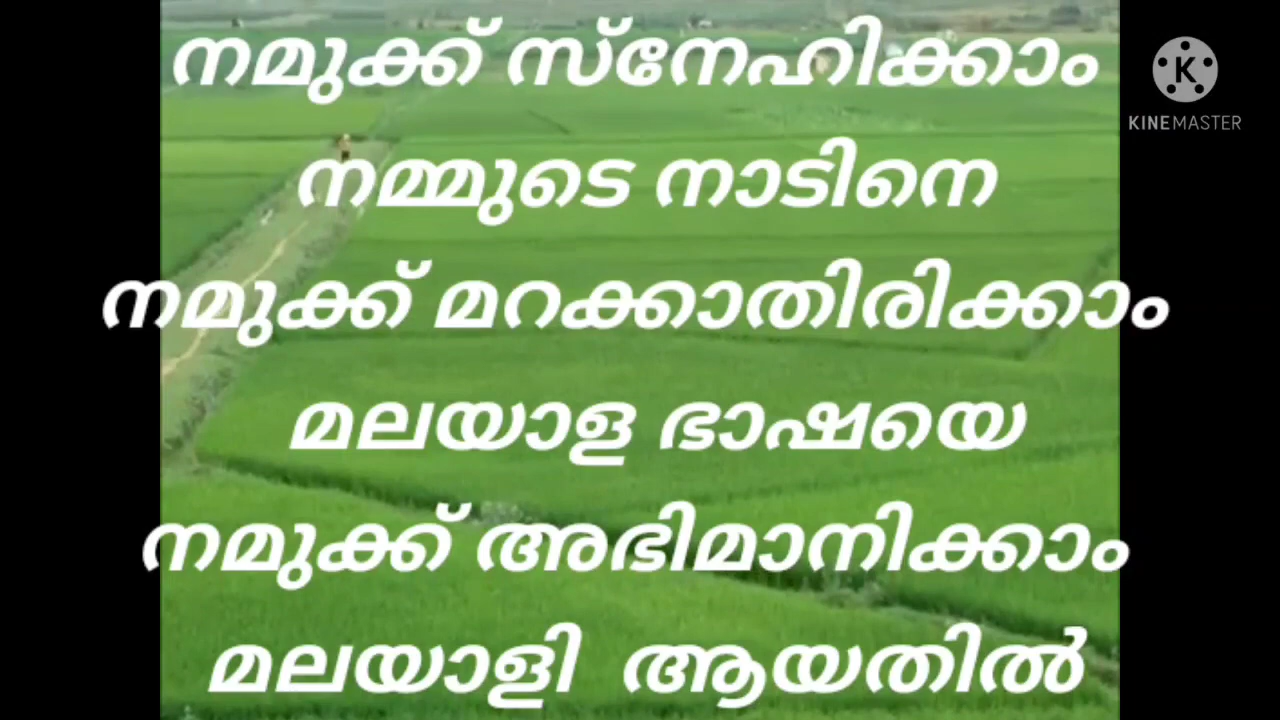 നമുക്ക് സ്നേഹിക്കാം
KINEMASTER
നമ്മുടെ നാടിനെ
നമുക്ക് മറക്കാതിരിക്കാം
മലയാള ഭാഷയെ
നമുക്ക് അഭിമാനിക്കാം
മലയാളി ആയതിൽ